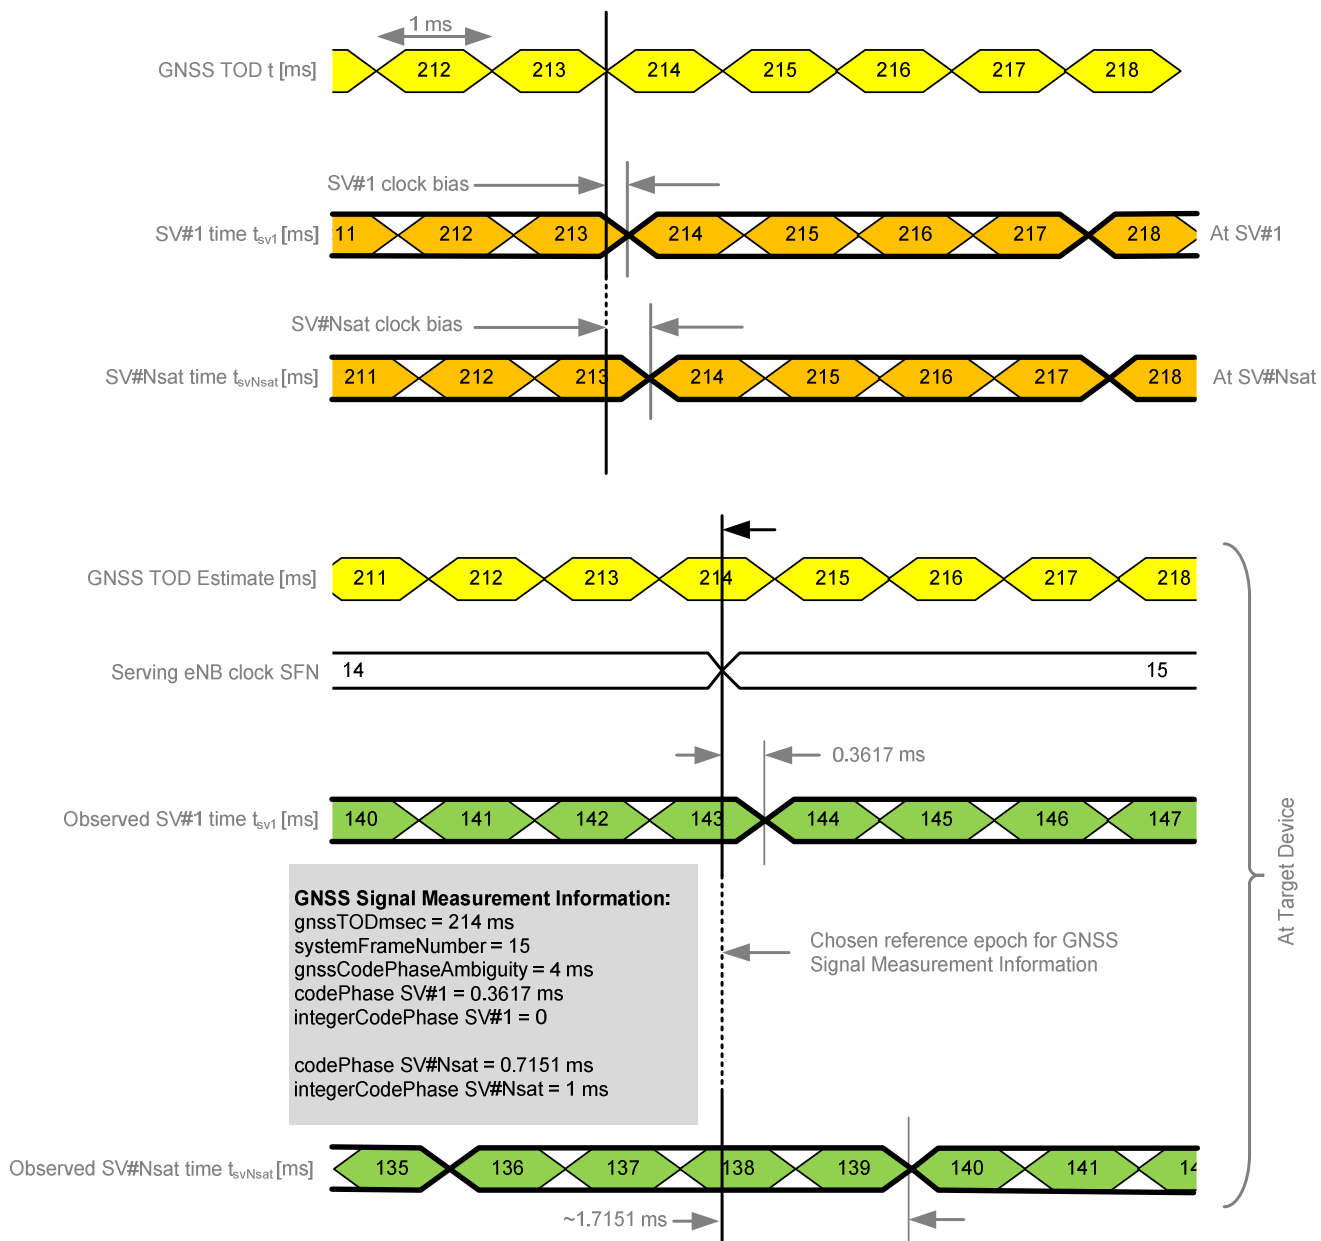 1 ms
GNSS TOD t [ms] 212 213 214 215 216 217 218
SV#1 clock bias
SV#1 time tsv1 [ms] 11 212 213 214 215 216 217 218 At SV#1
SV#Nsat clock bias
SV#Nsat time tsvNsat [ms] 211 212 213 214 215 216 217 218 At SV#Nsat
GNSS TOD Estimate [ms] 211 212 213 214 215 216 217 218
Serving eNB clock SFN 14 15
0.3617 ms
Observed SV#1 time tsv1 [ms] 140 141 142 143 144 145 146 147
At Target Device
GNSS Signal Measurement Information:
gnssTODmsec = 214 ms
systemFrameNumber = 15
gnssCodePhaseAmbiguity = 4 ms
codePhase SV#1 = 0.3617 ms
integerCodePhase SV#1 = 0
codePhase SV#Nsat = 0.7151 ms
integerCodePhase SV#Nsat = 1 ms
Chosen reference epoch for GNSS
Signal Measurement Information
Observed SV#Nsat time tsvNsat [ms] 135 136 137 138 139 140 141 14
~1.7151 ms